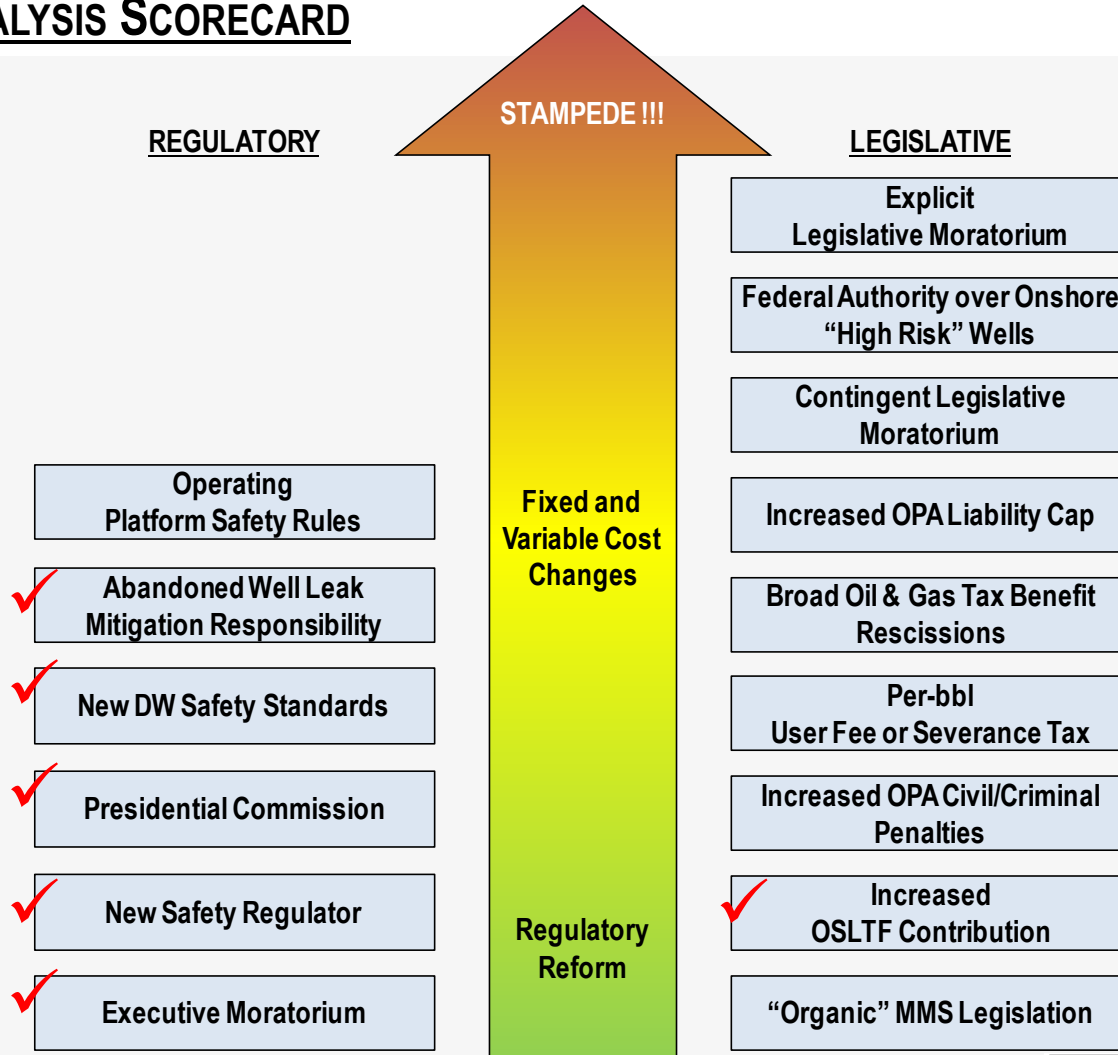 ALYSIS SCORECARD
REGULATORY
Operating
Platform Safety Rules
Abandoned Well Leak
Mitigation Responsibility
New DW Safety Standards
Presidential Commission
New Safety Regulator
Executive Moratorium
STAMPEDE !!!
Fixed and
Variable Cost
Changes
Regulatory
Reform
LEGISLATIVE
Explicit
Legislative Moratorium
Federal Authority over Onshore
“High Risk” Wells
Contingent Legislative
Moratorium
Increased OPA Liability Cap
Broad Oil & Gas Tax Benefit
Rescissions
Per-bbl
User Fee or Severance Tax
Increased OPA Civil/Criminal
Penalties
Increased
OSLTF Contribution
“Organic” MMS Legislation